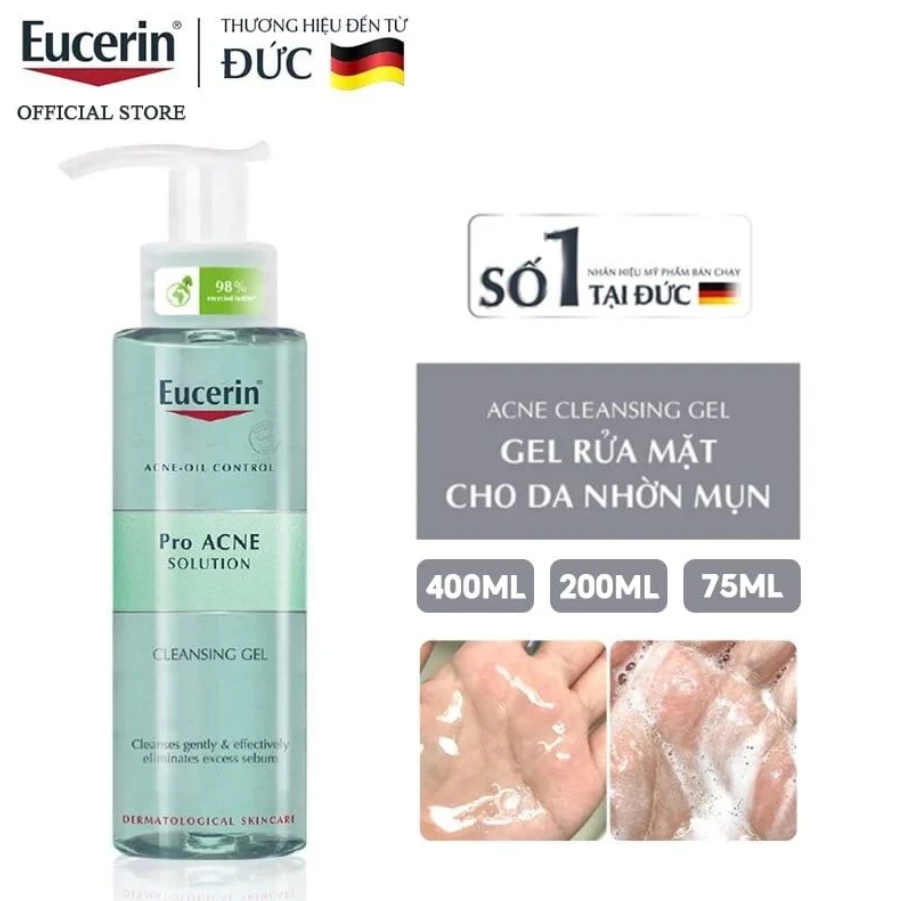 Eucerin®
THƯƠNG HIỆU ĐẾN TỪ
ĐỨC
OFFICIAL STORE
98%
recycled bottle*
Eucerin®
ACNE-OIL CONTROL
Pro ACNE
SOLUTION
CLEANSING GEL
Cleanses gently & effectively
eliminates excess sebum
DERMATOLOGICAL SKINCARE
SỐ 1
NHÃN HIỆU MỸ PHẨM BÁN CHẠY
TẠI ĐỨC
ACNE CLEANSING GEL
GEL RỬA MẶT
CHO DA NHỜN MỤN
400ML
200ML
75ML